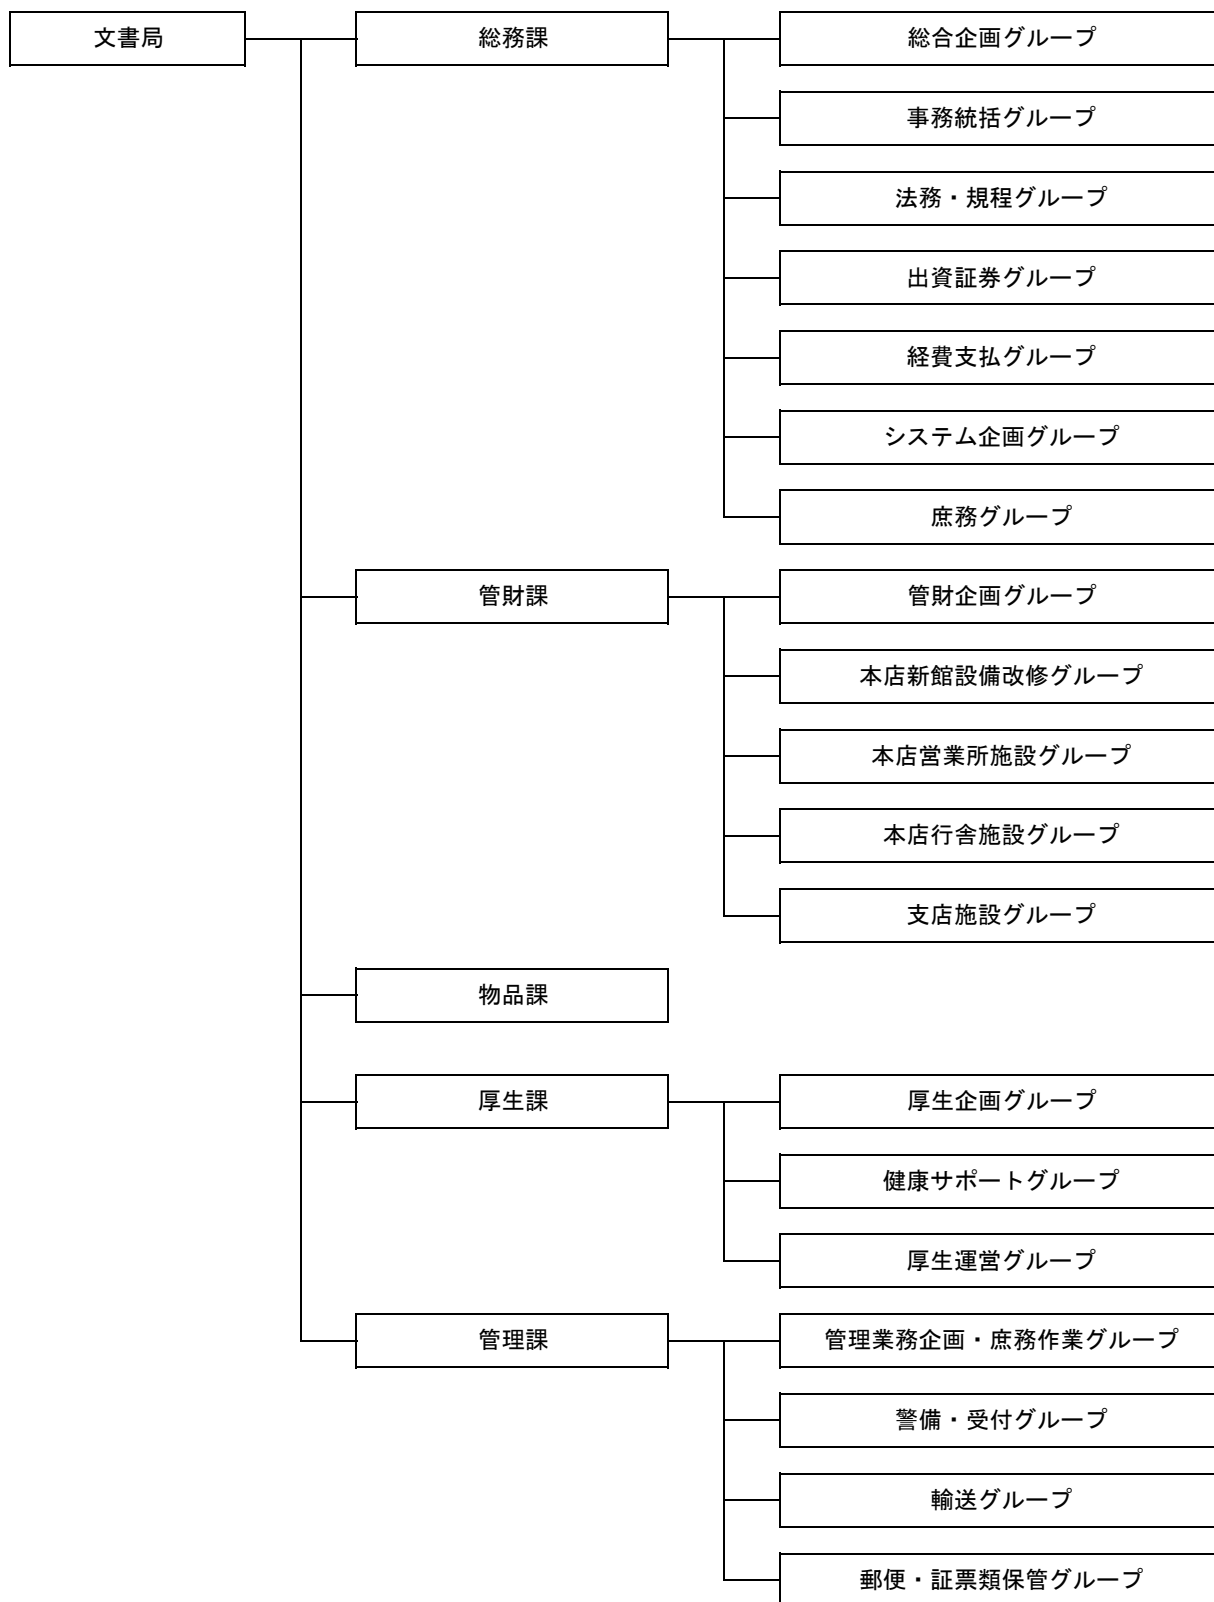 文書局
総務課
総合企画グループ
事務統括グループ
法務・規程グループ
出資証券グループ
経費支払グループ
システム企画グループ
庶務グループ
管財課
管財企画グループ
本店新館設備改修グループ
本店営業所施設グループ
本店行舎施設グループ
支店施設グループ
物品課
厚生課
厚生企画グループ
健康サポートグループ
厚生運営グループ
管理課
管理業務企画・庶務作業グループ
警備・受付グループ
輸送グループ
郵便・証票類保管グループ